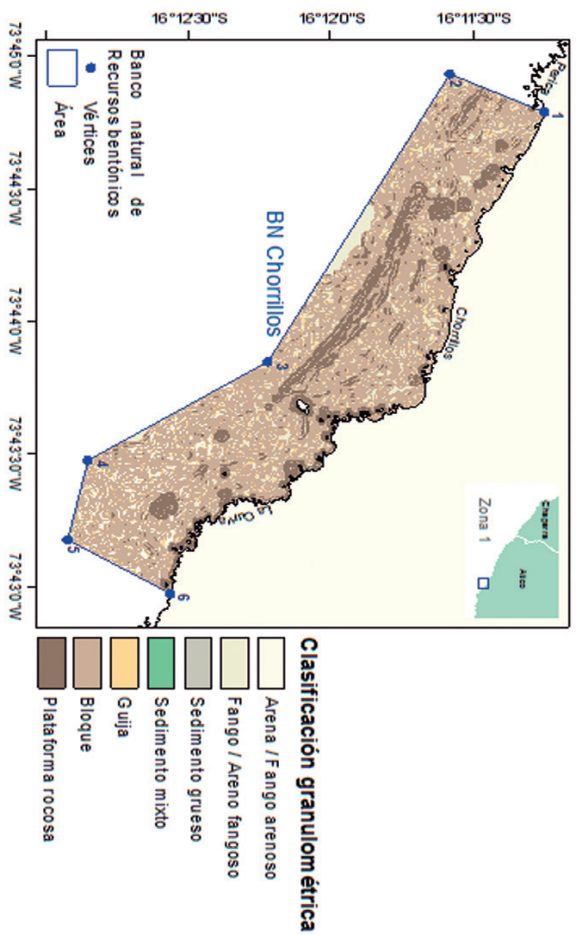 73°45'0"W
73°44'30"W
73°44'0"W
73°43'30"W
73°43'0"W
16°11'30"S
16°12'0"S
16°12'30"S
Perica
1
2
3
4
5
6
Chorrillos
BN Chorrillos
Chaparra
Atico
Zona 1
Banco natural de
Recursos bentónicos
Vértices
Área
Clasificación granulométrica
Arena / Fango arenoso
Fango / Areno fangoso
Sedimento grueso
Sedimento mixto
Guija
Bloque
Plataforma rocosa